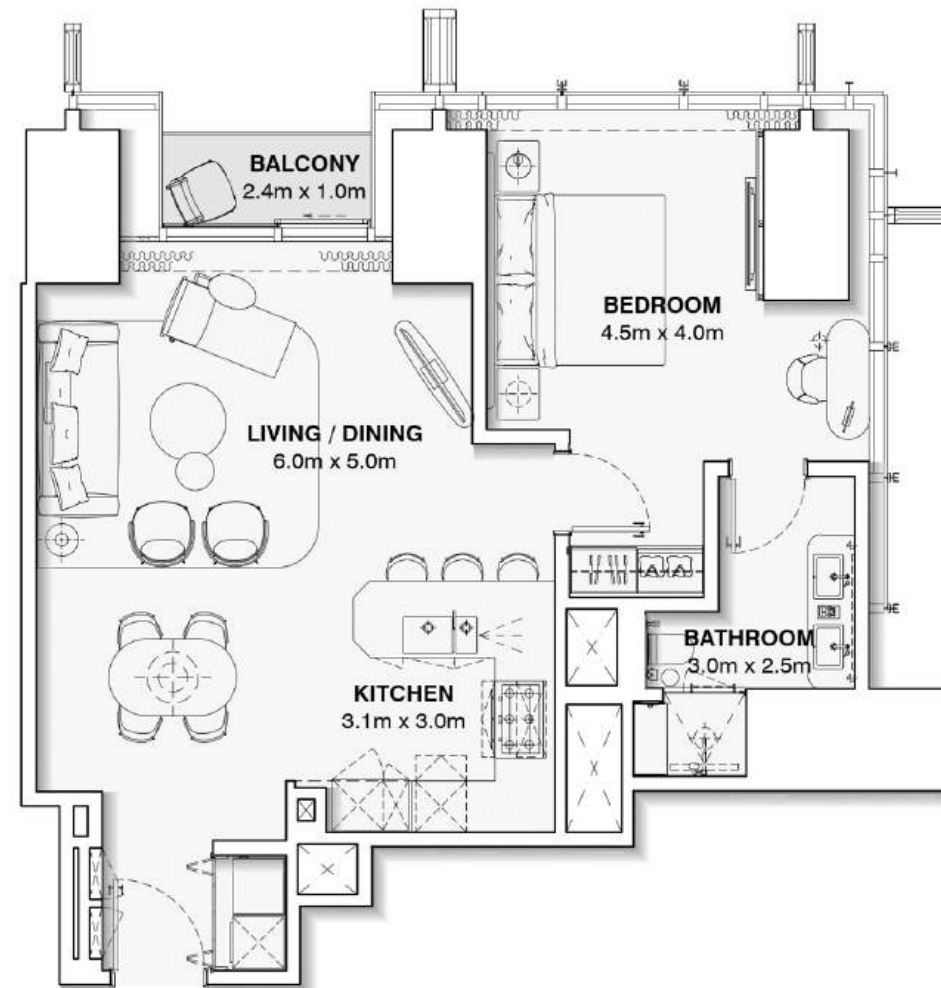 BALCONY
2.4m x 1.0m
BEDROOM
4.5m x 4.0m
LIVING / DINING
6.0m x 5.0m
BATHROOM
3.0m x 2.5m
KITCHEN
3.1m x 3.0m